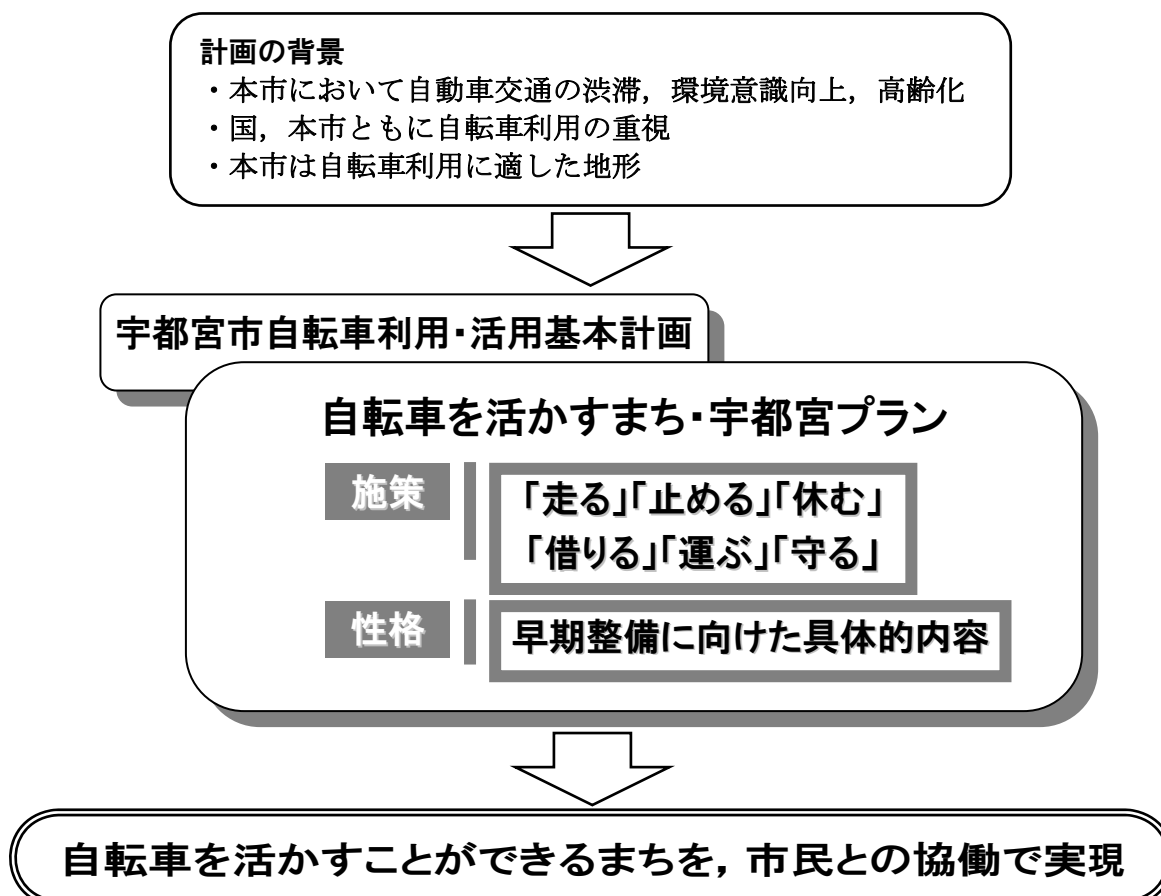 計画の背景
・本市において自動車交通の渋滞，環境意識向上，高齢化
・国，本市ともに自転車利用の重視
・本市は自転車利用に適した地形
宇都宮市自転車利用・活用基本計画
自転車を活かすまち・宇都宮プラン
施策
「走る」「止める」「休む」
「借りる」「運ぶ」「守る」
性格
早期整備に向けた具体的内容
自転車を活かすことができるまちを，市民との協働で実現